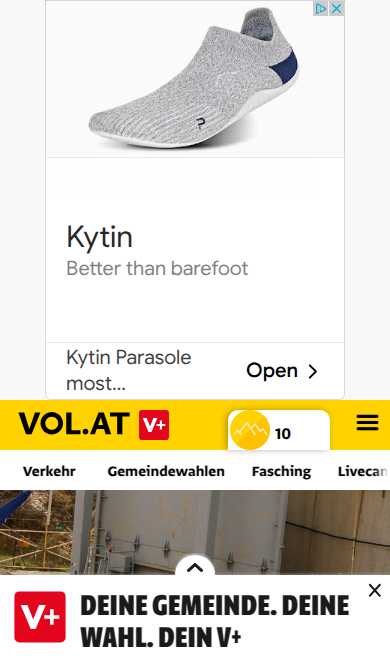 Kytin
Better than barefoot
Kytin Parasole
most...
Open
VOL.AT V+
10
Verkehr Gemeindewahlen Fasching Livecan
V+ DEINE GEMEINDE. DEINE
WAHL. DEIN V+